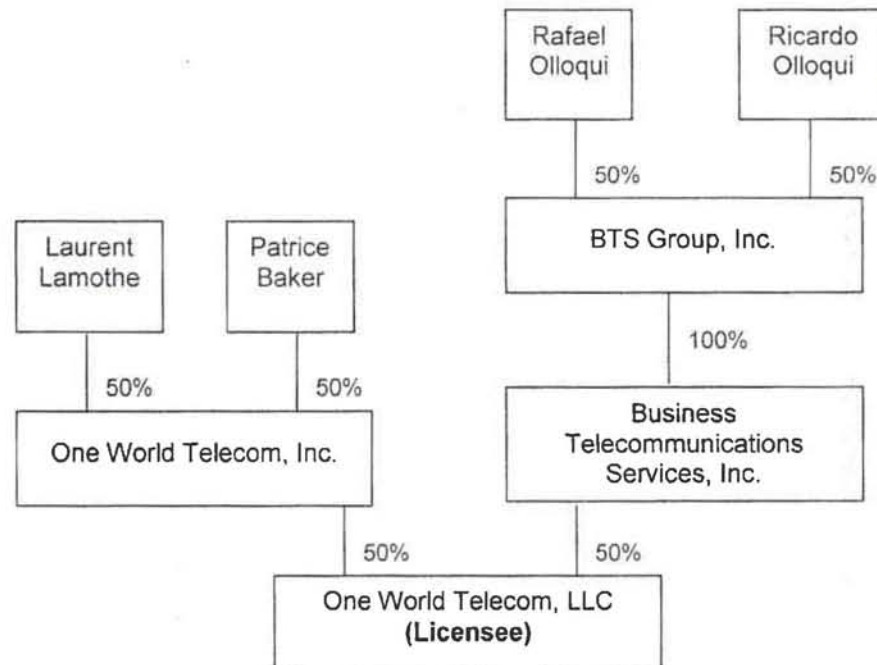 Rafael
Olloqui
Ricardo
Olloqui
50%
50%
Laurent
Lamothe
Patrice
Baker
BTS Group, Inc.
100%
50%
50%
One World Telecom, Inc.
Business
Telecommunications
Services, Inc.
50%
50%
One World Telecom, LLC
(Licensee)